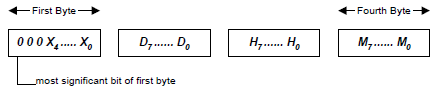 First Byte Fourth Byte
0 0 0 X4 ..... X0 D7 ...... D0 H7 ...... H0 M7 ...... M0
most significant bit of first byte